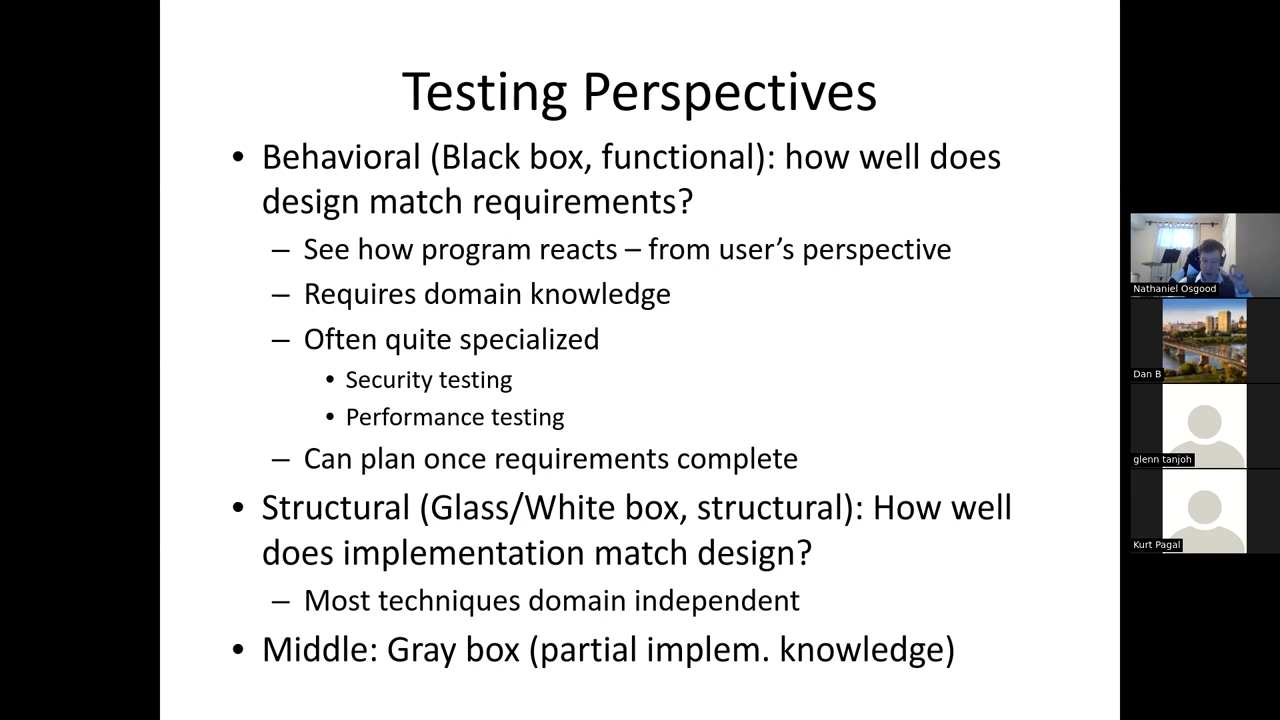 Testing Perspectives
• Behavioral (Black box, functional): how well does
design match requirements?
– See how program reacts – from user’s perspective
– Requires domain knowledge
– Often quite specialized
• Security testing
• Performance testing
– Can plan once requirements complete
• Structural (Glass/White box, structural): How well
does implementation match design?
– Most techniques domain independent
• Middle: Gray box (partial implem. knowledge)
Nathaniel Osgood
Dan B
glenn tanjoh
Kurt Pagal